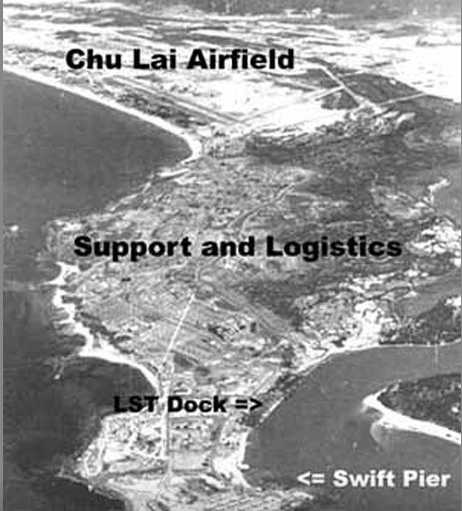 Chu Lai Airfield
Support and Logistics
LST Dock =>
<= Swift Pier